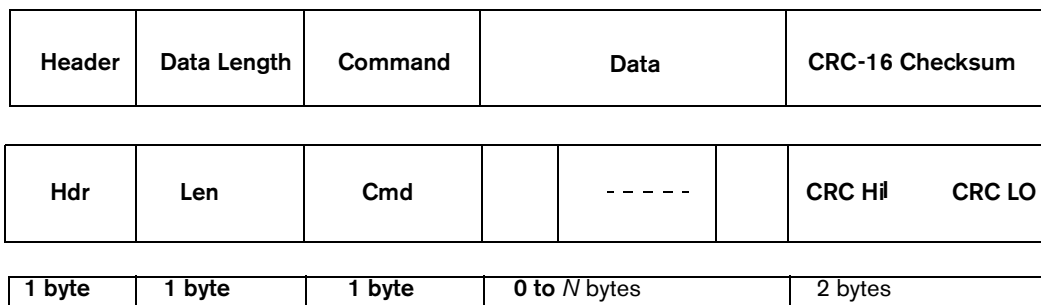 Header Data Length Command Data CRC-16 Checksum
Hdr Len Cmd - - - - - CRC Hi CRC LO
1 byte 1 byte 1 byte 0 to N bytes 2 bytes